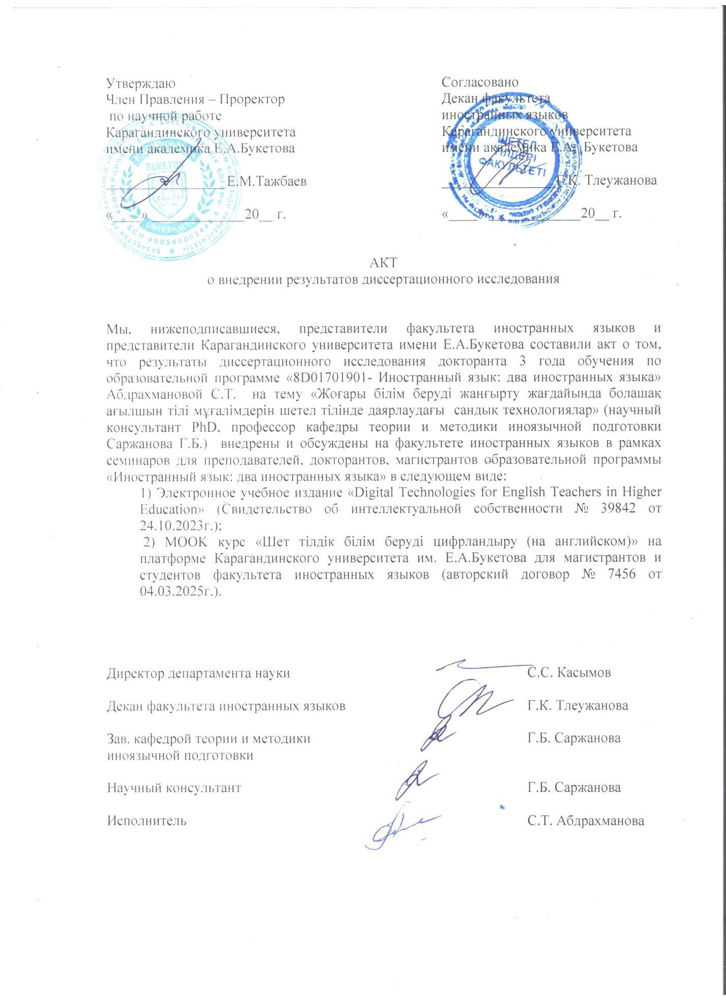 Утверждаю
Член Правления – Проректор
по научной работе
Карагандинского университета
имени академика Е.А.Букетова
Е.М.Тажбаев
«____» _____________20__ г.
BUKETOV
БСН 990540002444
Согласовано
Декан факультета
иностранных языков
Карагандинского университета
имени академика Е.А. Букетова
Г.К. Тлеужанова
«____» _____________20__ г.
ШЕТЕЛ
ТІЛДЕРІ
ФАКУЛЬТЕТІ
АКТ
о внедрении результатов диссертационного исследования
Мы, нижеподписавшиеся, представители факультета иностранных языков и
представители Карагандинского университета имени Е.А.Букетова составили акт о том,
что результаты диссертационного исследования докторанта 3 года обучения по
образовательной программе «8D01701901- Иностранный язык: два иностранных языка»
Абдрахмановой С.Т. на тему «Жоғары білім беруді жаңғырту жағдайында болашақ
ағылшын тілі мұғалімдерін шетел тілінде даярлаудағы сандық технологиялар» (научный
консультант PhD, профессор кафедры теории и методики иноязычной подготовки
Саржанова Г.Б.) внедрены и обсуждены на факультете иностранных языков в рамках
семинаров для преподавателей, докторантов, магистрантов образовательной программы
«Иностранный язык: два иностранных языка» в следующем виде:
1) Электронное учебное издание «Digital Technologies for English Teachers in Higher
Education» (Свидетельство об интеллектуальной собственности № 39842 от
24.10.2023г.);
2) МООК курс «Шет тілдік білім беруді цифрландыру (на английском)» на
платформе Карагандинского университета им. Е.А.Букетова для магистрантов и
студентов факультета иностранных языков (авторский договор № 7456 от
04.03.2025г.).
Директор департамента науки С.С. Касымов
Декан факультета иностранных языков Г.К. Тлеужанова
Зав. кафедрой теории и методики Г.Б. Саржанова
иноязычной подготовки
Научный консультант Г.Б. Саржанова
Исполнитель С.Т. Абдрахманова